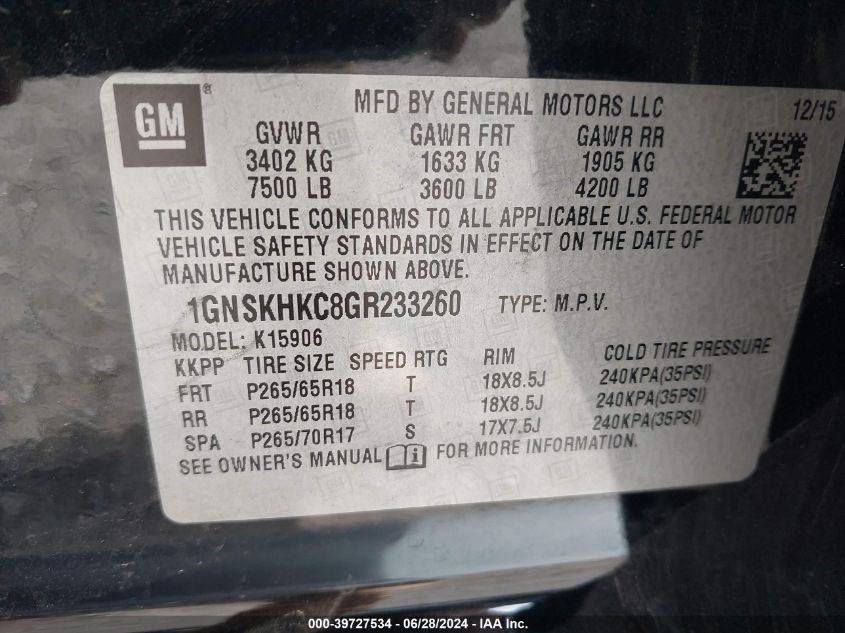 GM ®
MFD BY GENERAL MOTORS LLC 12/15
GVWR GAWR FRT GAWR RR
3402 KG 1633 KG 1905 KG
7500 LB 3600 LB 4200 LB
THIS VEHICLE CONFORMS TO ALL APPLICABLE U.S. FEDERAL MOTOR
VEHICLE SAFETY STANDARDS IN EFFECT ON THE DATE OF
MANUFACTURE SHOWN ABOVE.
1GNSKHKC8GR233260 TYPE: M.P.V.
MODEL: K15906
KKPP TIRE SIZE SPEED RTG RIM COLD TIRE PRESSURE
FRT P265/65R18 T 18X8.5J 240KPA(35PSI)
RR P265/65R18 T 18X8.5J 240KPA(35PSI)
SPA P265/70R17 S 17X7.5J 240KPA(35PSI)
SEE OWNER'S MANUAL i FOR MORE INFORMATION.
000-39727534 - 06/28/2024 - IAA Inc.